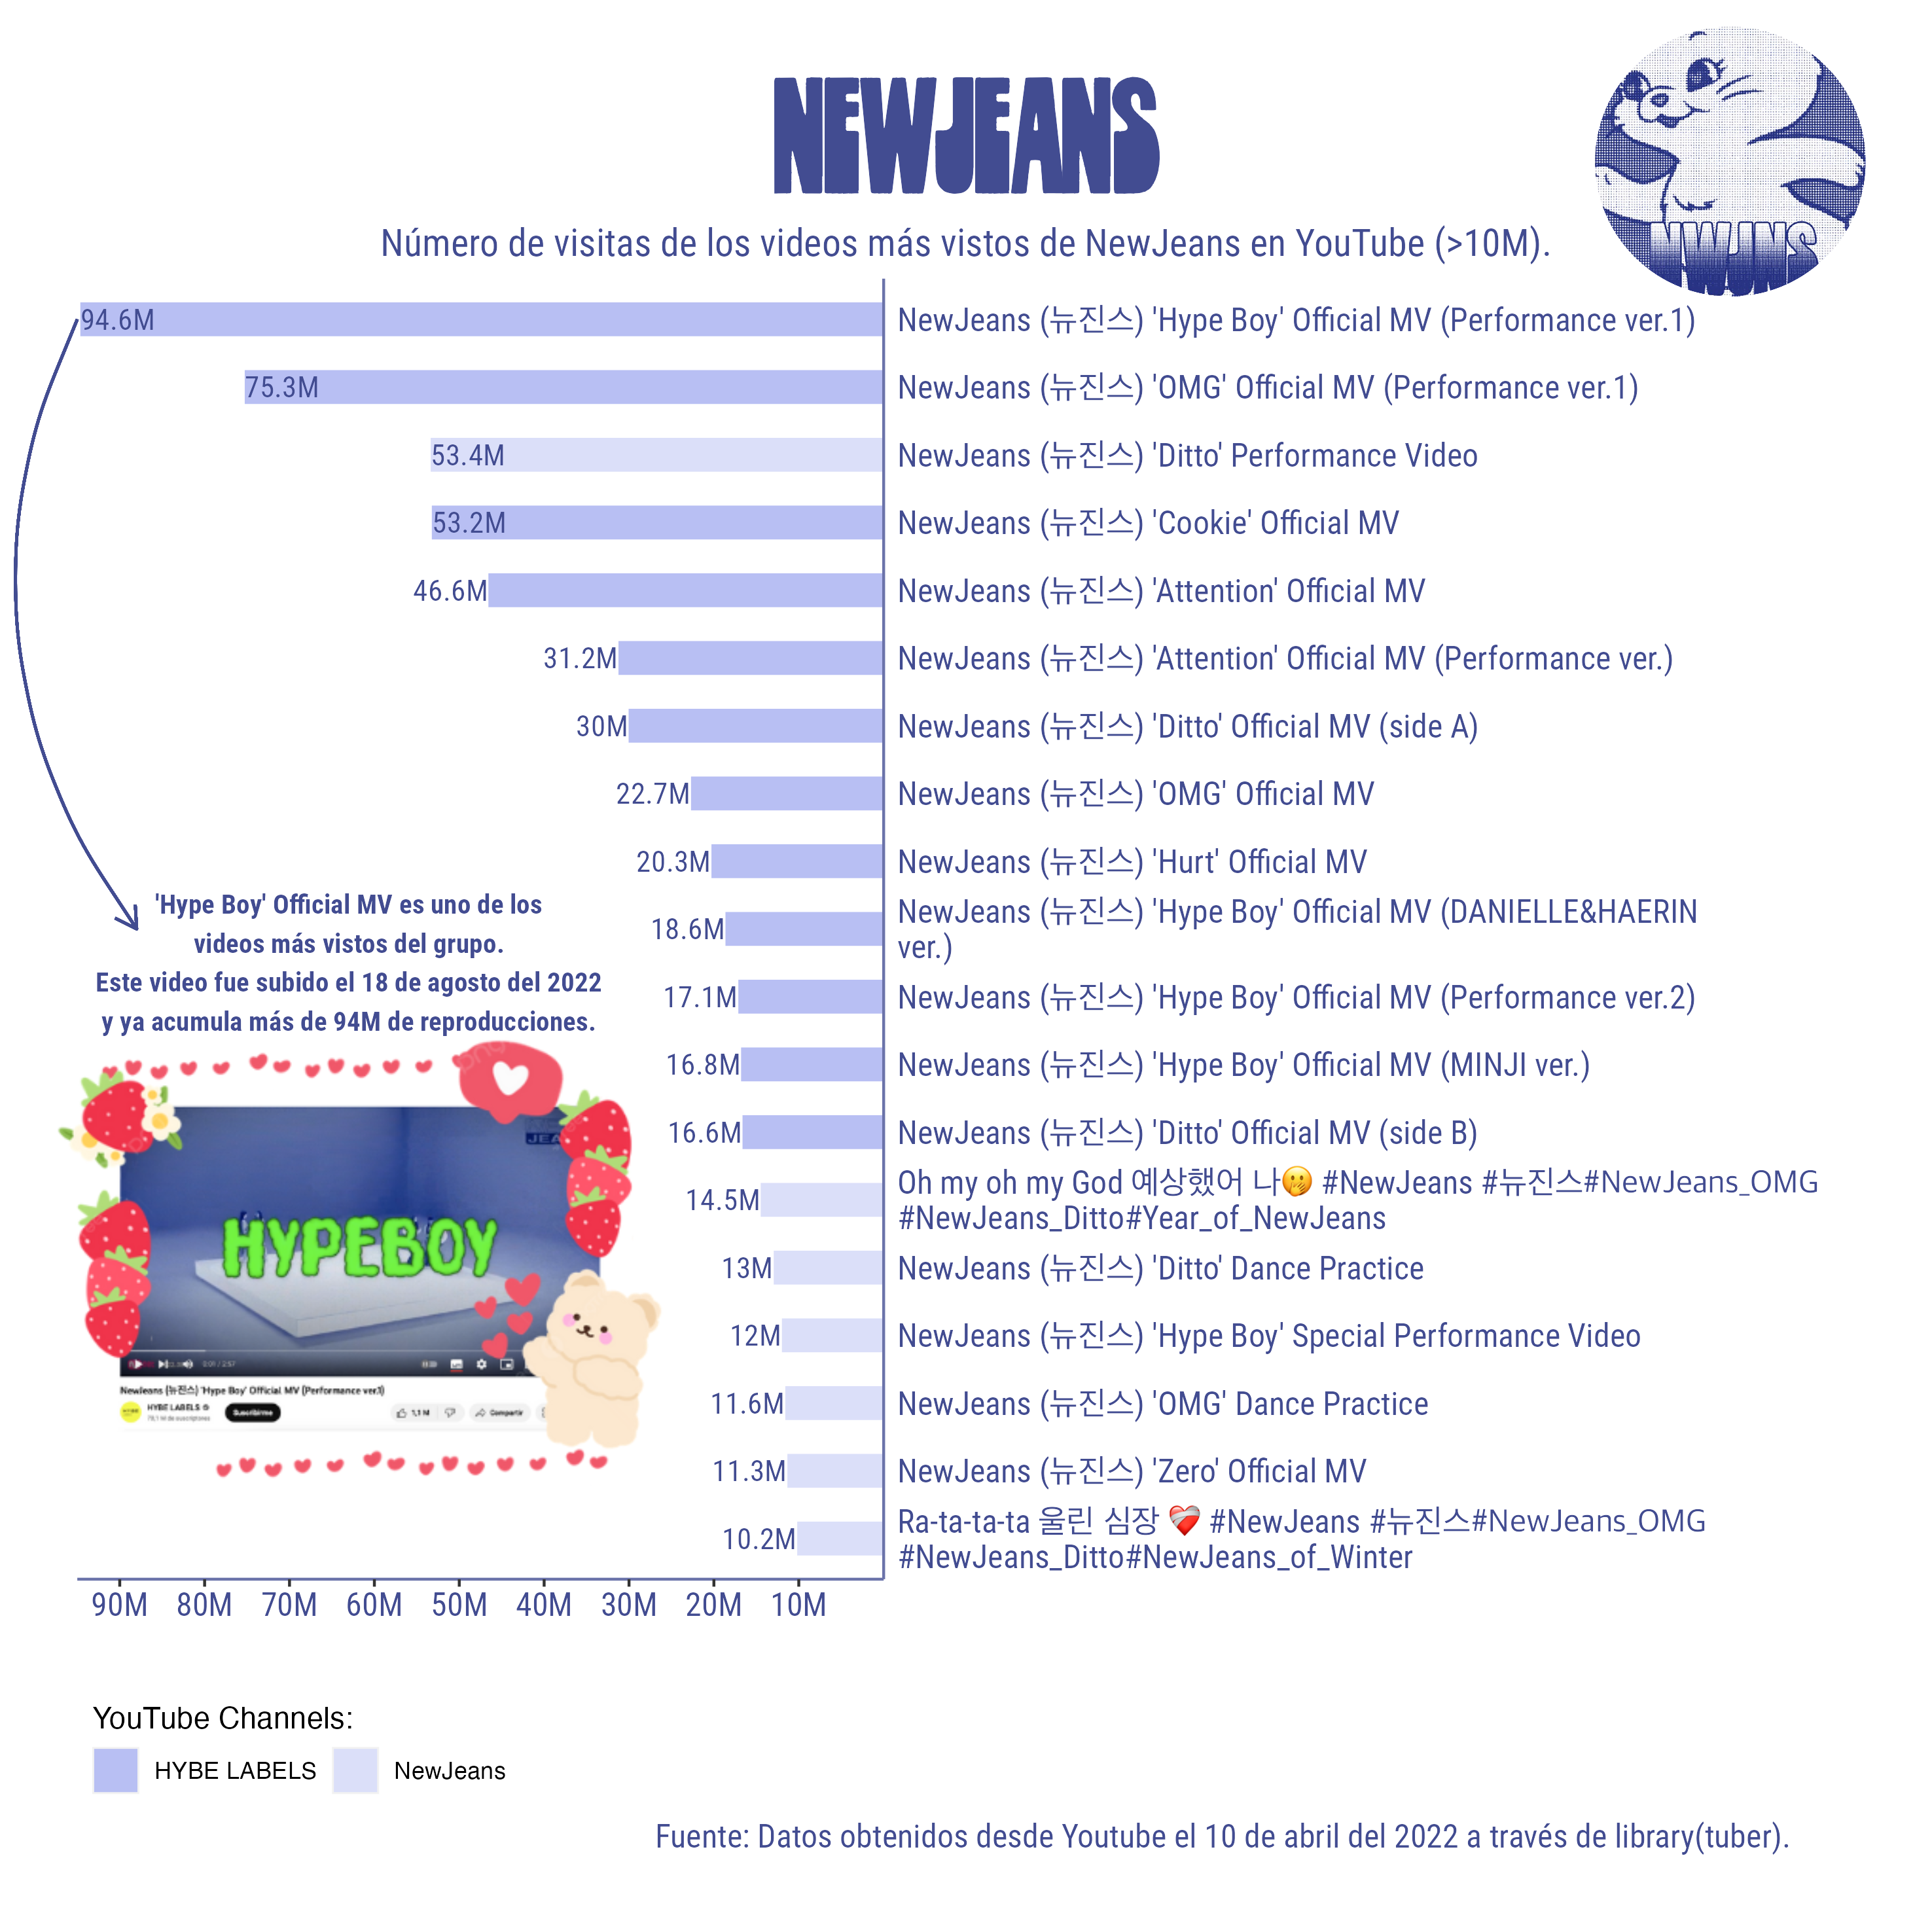 NEWJEANS
NWJNS
Número de visitas de los videos más vistos de NewJeans en YouTube (>10M).
94.6M NewJeans (뉴진스) 'Hype Boy' Official MV (Performance ver.1)
75.3M NewJeans (뉴진스) 'OMG' Official MV (Performance ver.1)
53.4M NewJeans (뉴진스) 'Ditto' Performance Video
53.2M NewJeans (뉴진스) 'Cookie' Official MV
46.6M NewJeans (뉴진스) 'Attention' Official MV
31.2M NewJeans (뉴진스) 'Attention' Official MV (Performance ver.)
30M NewJeans (뉴진스) 'Ditto' Official MV (side A)
22.7M NewJeans (뉴진스) 'OMG' Official MV
20.3M NewJeans (뉴진스) 'Hurt' Official MV
18.6M NewJeans (뉴진스) 'Hype Boy' Official MV (DANIELLE&HAERIN
ver.)
17.1M NewJeans (뉴진스) 'Hype Boy' Official MV (Performance ver.2)
16.8M NewJeans (뉴진스) 'Hype Boy' Official MV (MINJI ver.)
16.6M NewJeans (뉴진스) 'Ditto' Official MV (side B)
14.5M Oh my oh my God 예상했어 나🫢 #NewJeans #뉴진스#NewJeans_OMG
#NewJeans_Ditto#Year_of_NewJeans
13M NewJeans (뉴진스) 'Ditto' Dance Practice
12M NewJeans (뉴진스) 'Hype Boy' Special Performance Video
11.6M NewJeans (뉴진스) 'OMG' Dance Practice
11.3M NewJeans (뉴진스) 'Zero' Official MV
10.2M Ra-ta-ta-ta 울린 심장 ❤️‍🩹 #NewJeans #뉴진스#NewJeans_OMG
#NewJeans_Ditto#NewJeans_of_Winter
'Hype Boy' Official MV es uno de los
videos más vistos del grupo.
Este video fue subido el 18 de agosto del 2022
y ya acumula más de 94M de reproducciones.
HYPEBOY
0:01 / 2:57
NewJeans (뉴진스) 'Hype Boy' Official MV (Performance ver.1)
HYBE LABELS
Suscribirme
1,1 M
Compartir
90M 80M 70M 60M 50M 40M 30M 20M 10M
YouTube Channels:
HYBE LABELS NewJeans
Fuente: Datos obtenidos desde Youtube el 10 de abril del 2022 a través de library(tuber).